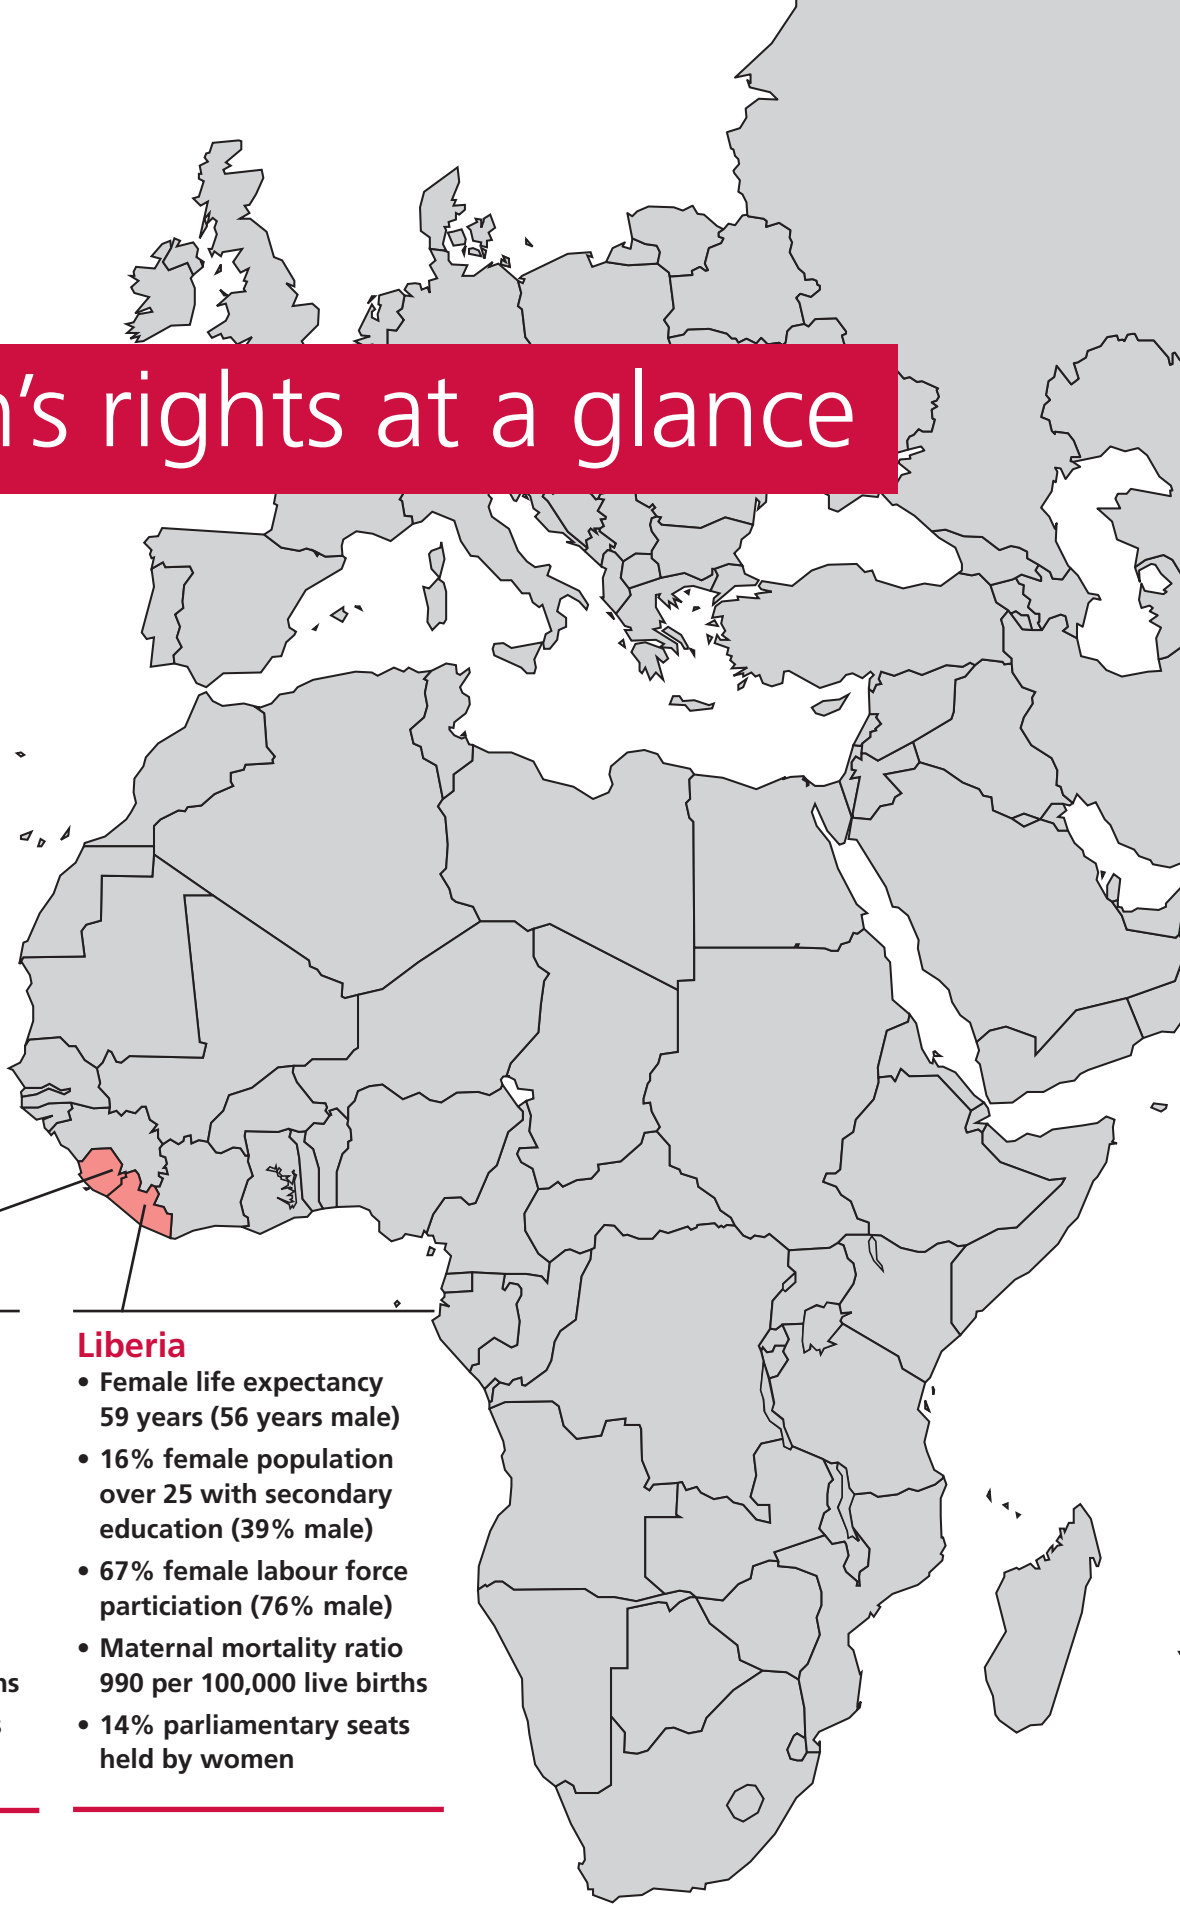 n's rights at a glance
Liberia
• Female life expectancy
59 years (56 years male)
• 16% female population
over 25 with secondary
education (39% male)
• 67% female labour force
particiation (76% male)
• Maternal mortality ratio
990 per 100,000 live births
• 14% parliamentary seats
held by women